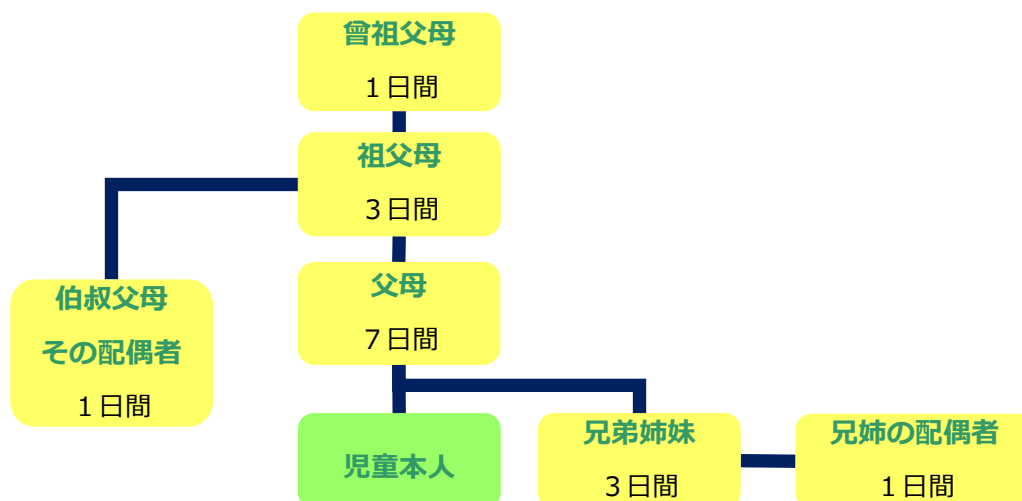 曾祖父母
１日間
祖父母
３日間
伯叔父母
その配偶者
１日間
父母
７日間
児童本人
兄弟姉妹
３日間
兄姉の配偶者
１日間